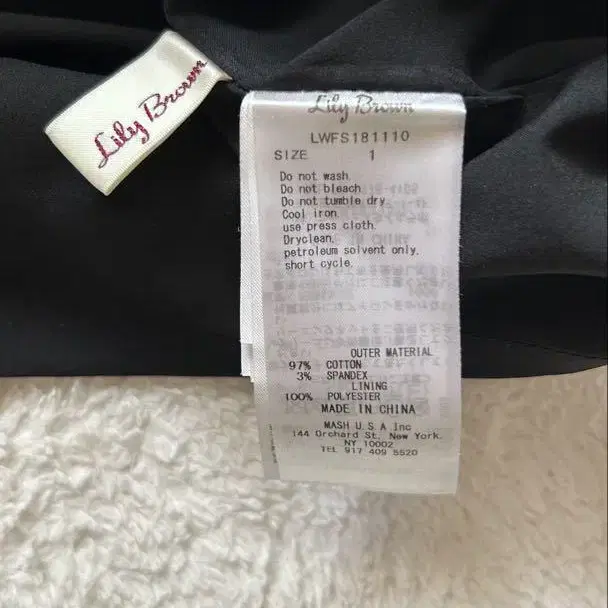 Lily Brown
Lily Brown
LWFS181110
SIZE 1
Do not wash.
Do not bleach
Do not tumble dry.
Cool iron.
use press cloth.
Dryclean.
petroleum solvent only.
short cycle.
OUTER MATERIAL
97% COTTON
3% SPANDEX
LINING
100% POLYESTER
MADE IN CHINA
MASH U.S.A Inc
144 Orchard St, New York.
NY 10002
TEL 917 409 5520